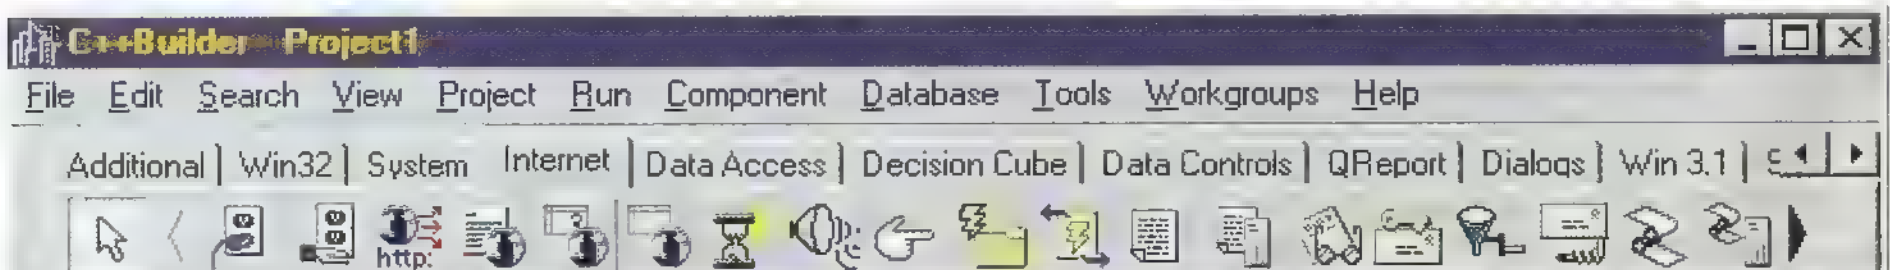 C++Builder - Project1
File Edit Search View Project Run Component Database Tools Workgroups Help
Additional Win32 System Internet Data Access Decision Cube Data Controls QReport Dialogs Win 3.1
http: